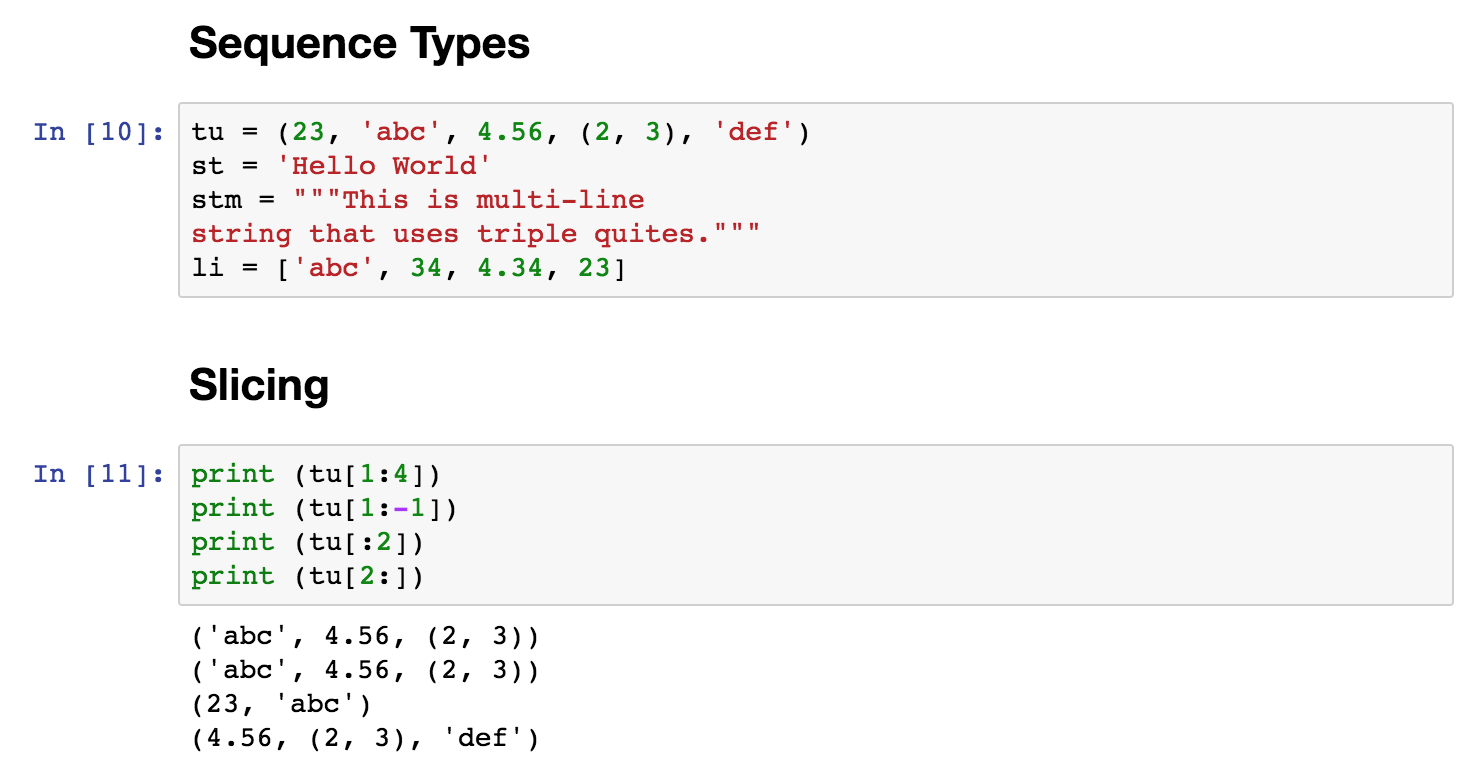 Sequence Types
In [10]: tu = (23, 'abc', 4.56, (2, 3), 'def')
st = 'Hello World'
stm = """This is multi-line
string that uses triple quites."""
li = ['abc', 34, 4.34, 23]
Slicing
In [11]: print (tu[1:4])
print (tu[1:-1])
print (tu[:2])
print (tu[2:])
('abc', 4.56, (2, 3))
('abc', 4.56, (2, 3))
(23, 'abc')
(4.56, (2, 3), 'def')